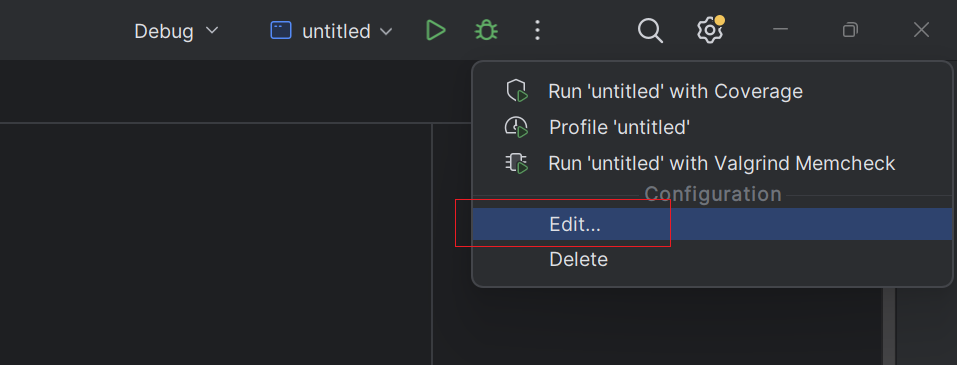 Debug untitled
Run 'untitled' with Coverage
Profile 'untitled'
Run 'untitled' with Valgrind Memcheck
Configuration
Edit...
Delete